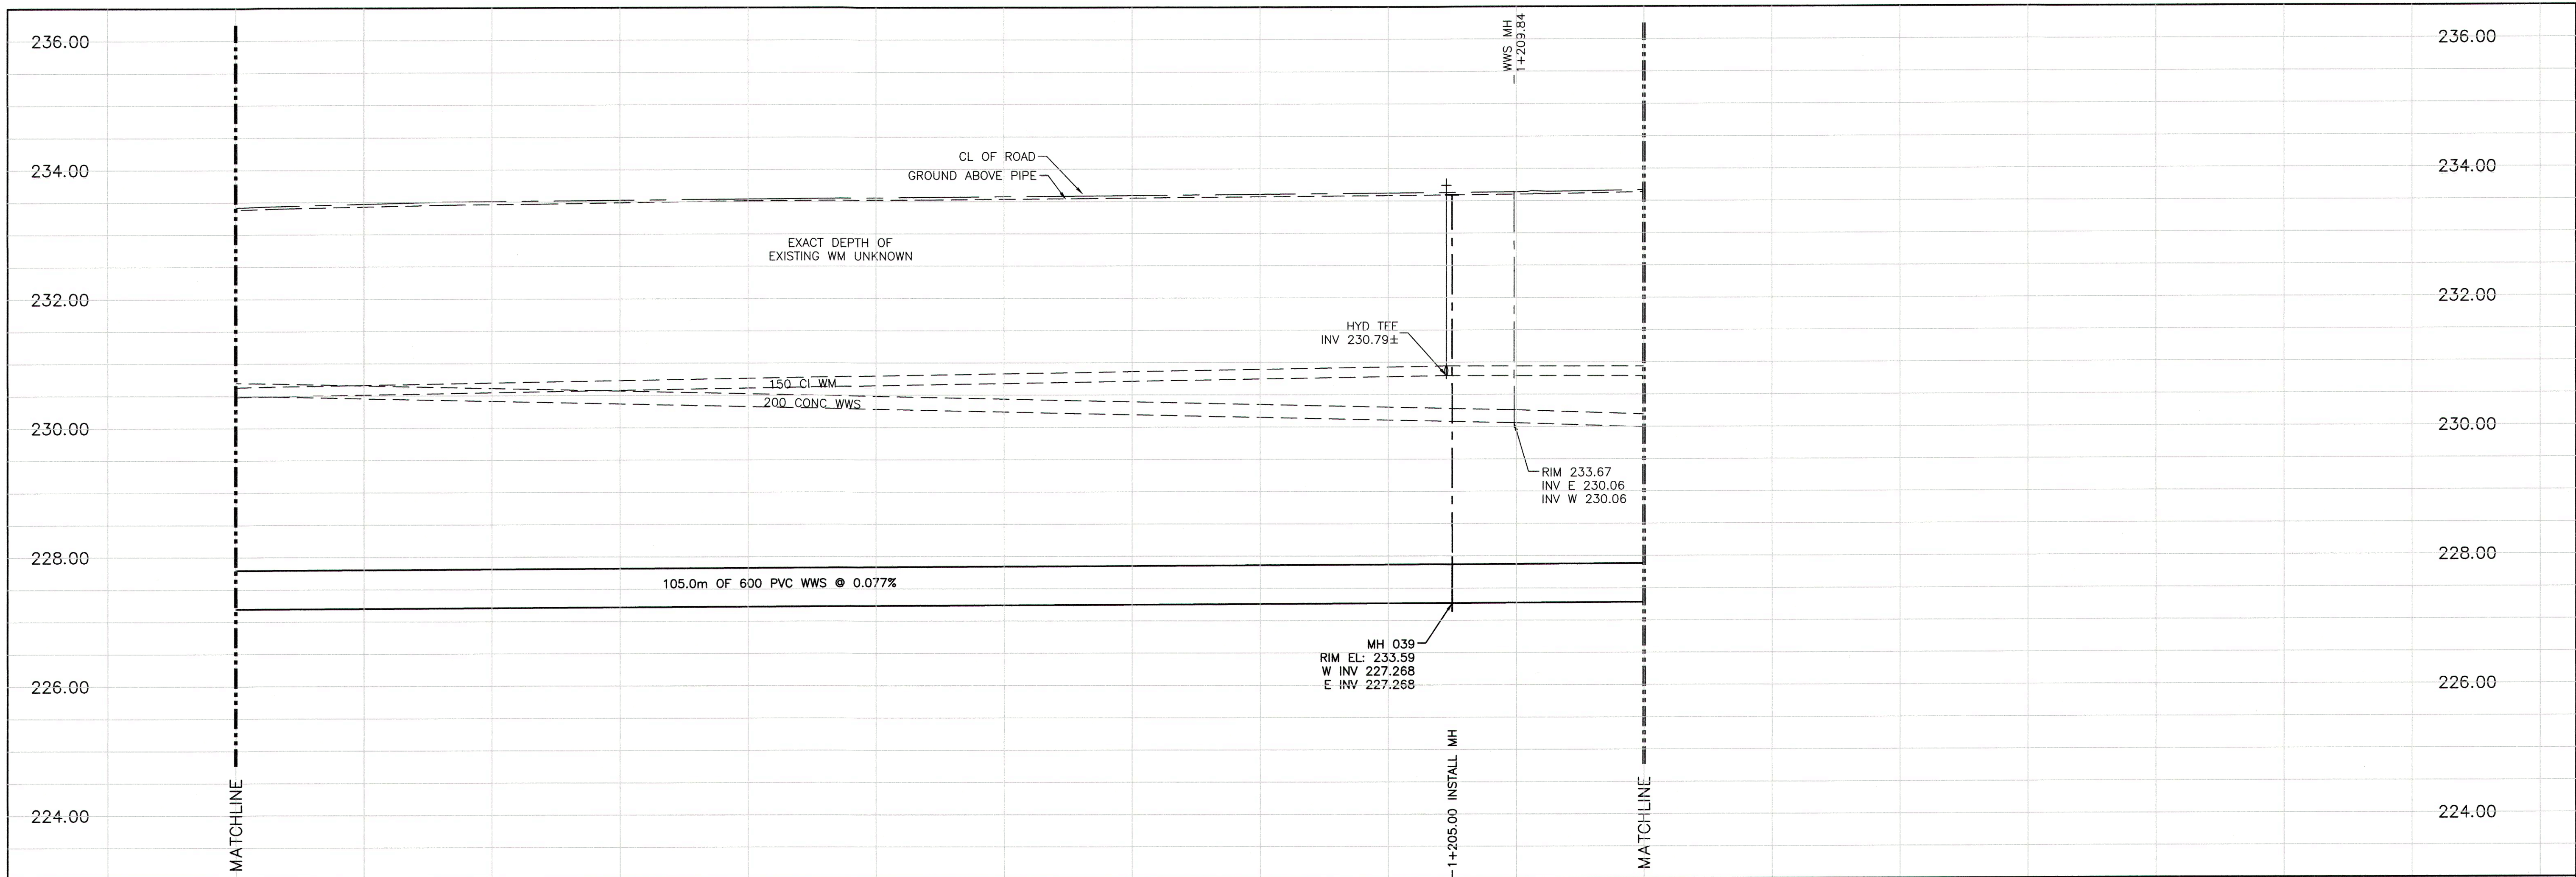 WWS MH
1+209.84
236.00
236.00
CL OF ROAD
GROUND ABOVE PIPE
234.00
234.00
EXACT DEPTH OF
EXISTING WM UNKNOWN
232.00
232.00
HYD TEE
INV 230.79±
150 CI WM
200 CONC WWS
230.00
230.00
RIM 233.67
INV E 230.06
INV W 230.06
228.00
228.00
105.0m OF 600 PVC WWS @ 0.077%
MH 039
RIM EL: 233.59
W INV 227.268
E INV 227.268
226.00
226.00
224.00
224.00
MATCHLINE
1+205.00 INSTALL MH
MATCHLINE